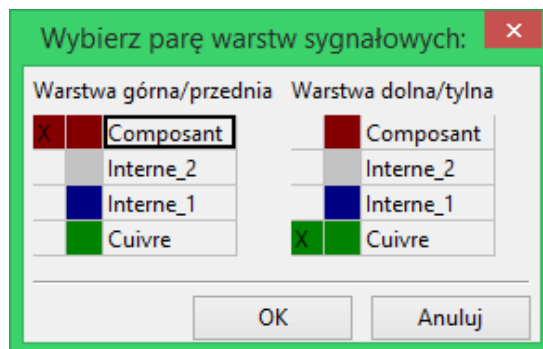 Wybierz parę warstw sygnałowych:
Warstwa górna/przednia Warstwa dolna/tylna
X Composant Composant
Interne_2 Interne_2
Interne_1 Interne_1
Cuivre X Cuivre
OK Anuluj